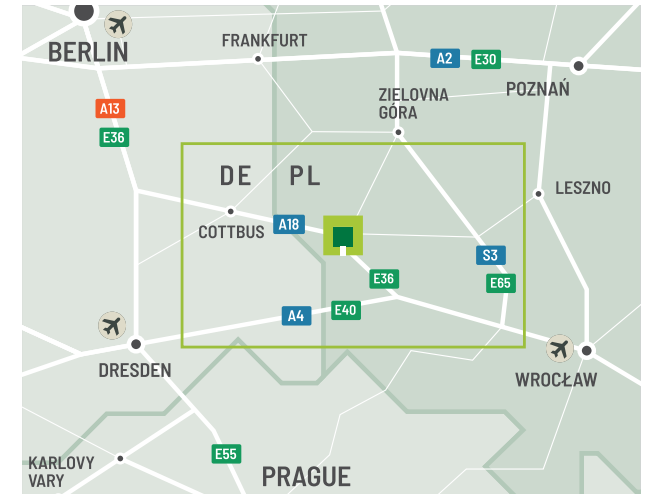 BERLIN
FRANKFURT
A2
E30
POZNAŃ
ZIELOVNA
GÓRA
A13
E36
DE
PL
LESZNO
COTTBUS
A18
S3
E36
E65
A4
E40
DRESDEN
WROCŁAW
E55
KARLOVY
VARY
PRAGUE